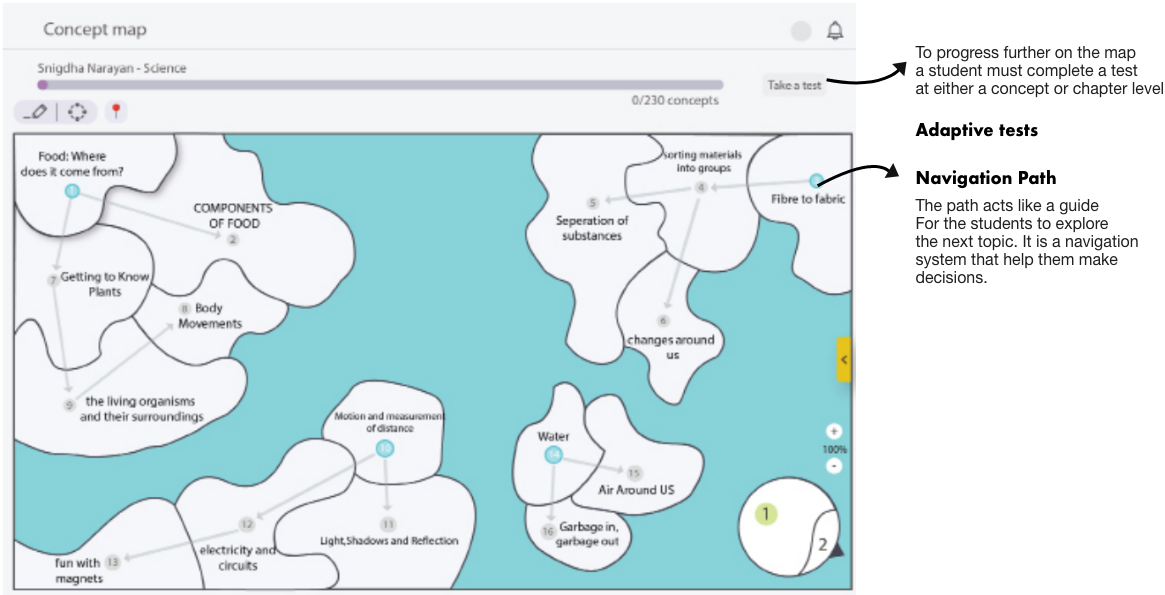 Concept map
Snigdha Narayan - Science
0/230 concepts
Take a test
Food: Where
does it come from?
1
COMPONENTS
OF FOOD
2
7
Getting to Know
Plants
8
Body
Movements
9
the living organisms
and their surroundings
sorting materials
into groups
4
Fibre to fabric
5
Seperation of
substances
6
changes around
us
Motion and measurement
of distance
10
11
Light,Shadows and Reflection
12
electricity and
circuits
fun with
magnets
13
Water
14
15
Air Around US
16
Garbage in,
garbage out
<
+
100%
-
1
2
To progress further on the map
a student must complete a test
at either a concept or chapter level
Adaptive tests
Navigation Path
The path acts like a guide
For the students to explore
the next topic. It is a navigation
system that help them make
decisions.